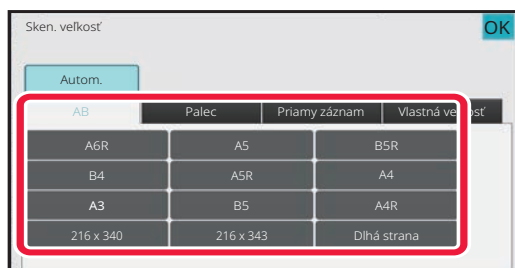 Sken. veľkosť OK
Autom.
AB Palec Priamy záznam Vlastná veľkosť
A6R A5 B5R
B4 A5R A4
A3 B5 A4R
216 x 340 216 x 343 Dlhá strana